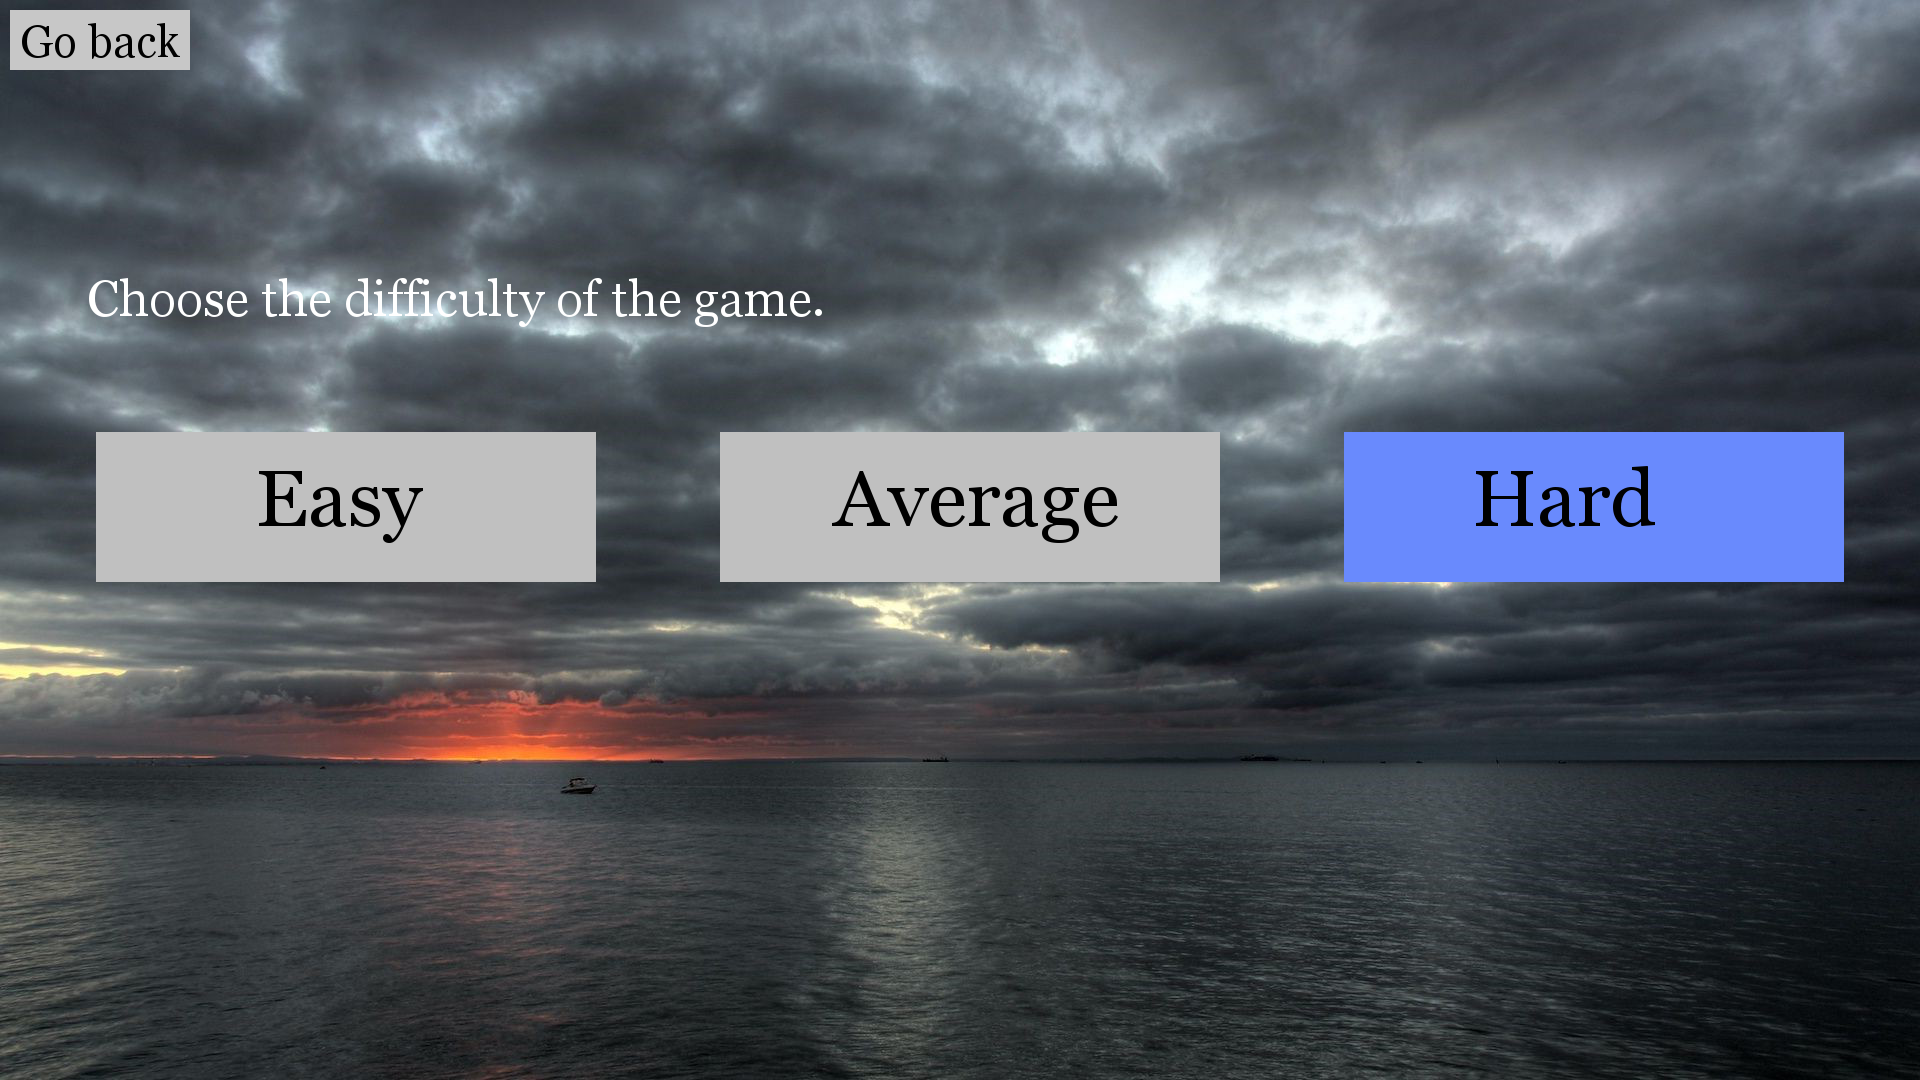 Go back
Choose the difficulty of the game.
Easy
Average
Hard